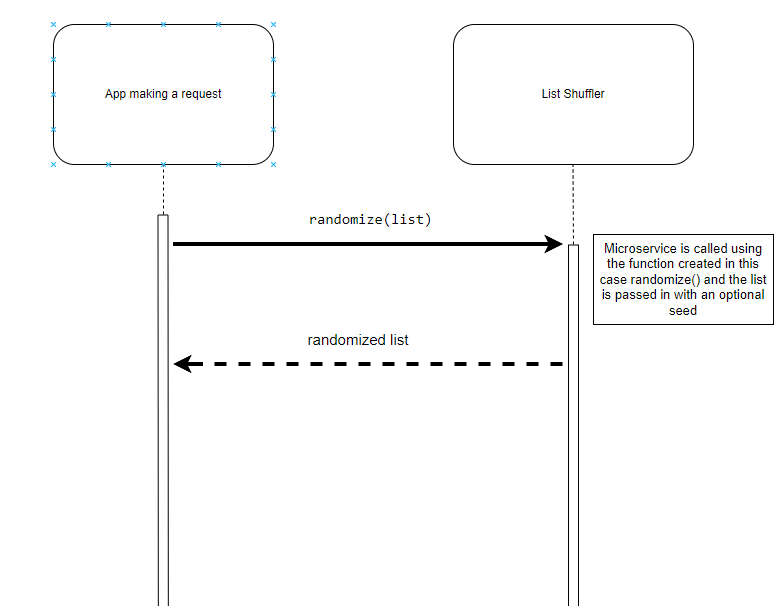 App making a request
List Shuffler
randomize(list)
Microservice is called using
the function created in this
case randomize() and the list
is passed in with an optional
seed
randomized list